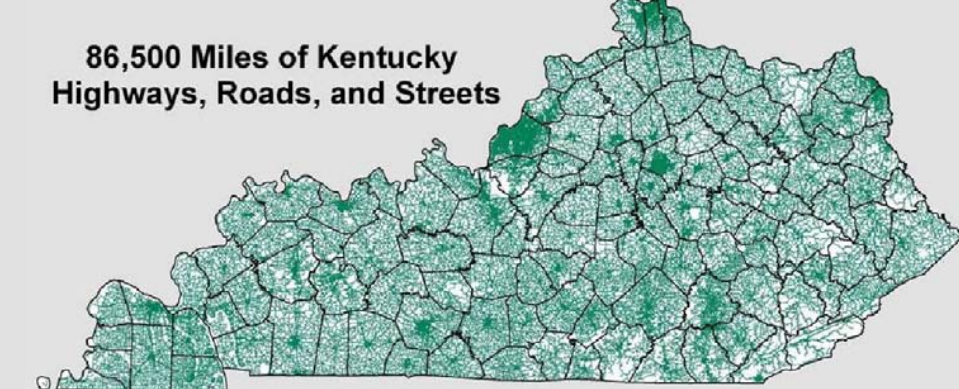 86,500 Miles of Kentucky
Highways, Roads, and Streets